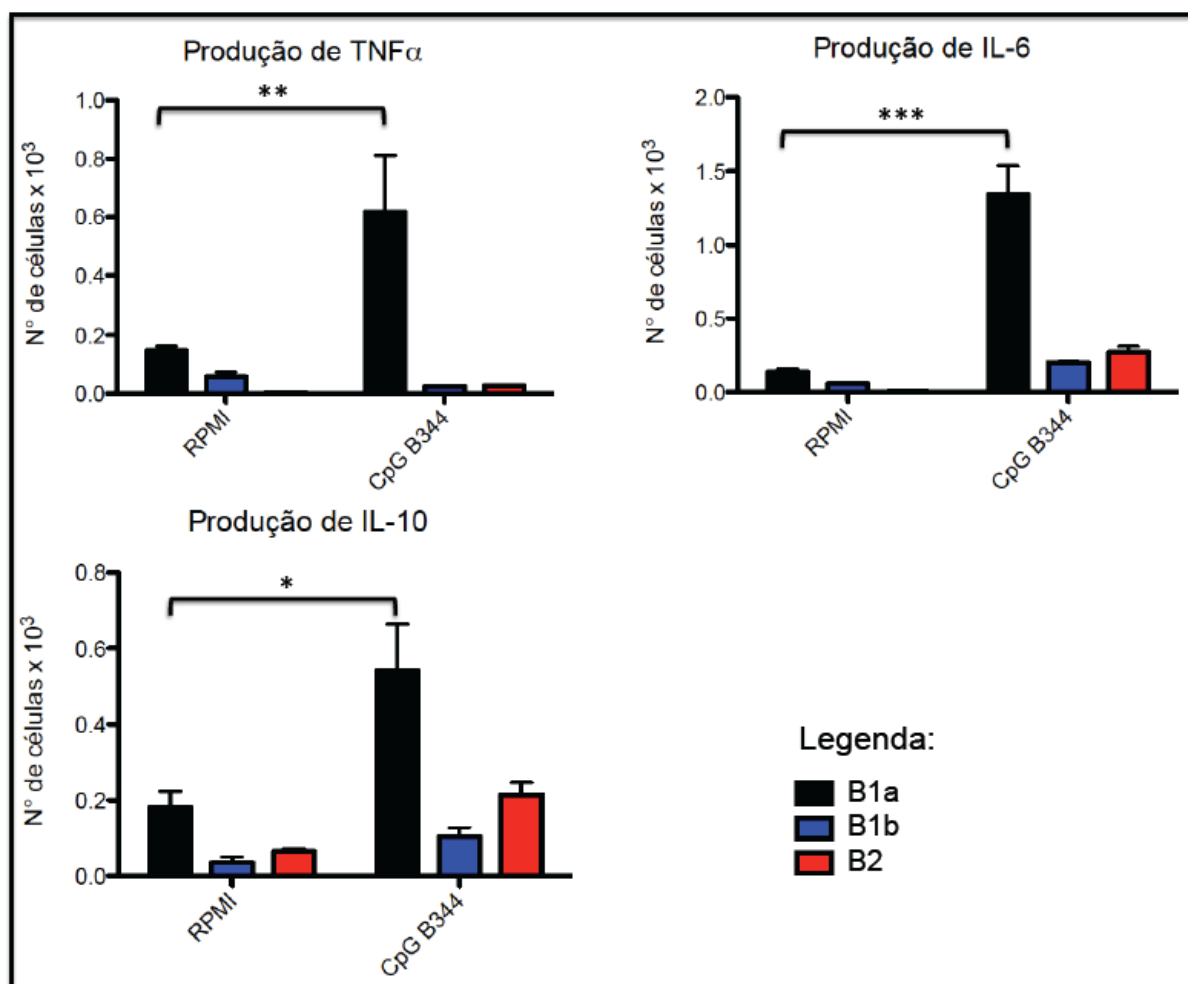 Produção de TNFα
**
N° de células x 10³
1.0
0.8
0.6
0.4
0.2
0.0
RPMI
CpG B344
Produção de IL-6
***
N° de células x 10³
2.0
1.5
1.0
0.5
0.0
RPMI
CpG B344
Produção de IL-10
*
N° de células x 10³
0.8
0.6
0.4
0.2
0.0
RPMI
CpG B344
Legenda:
B1a
B1b
B2